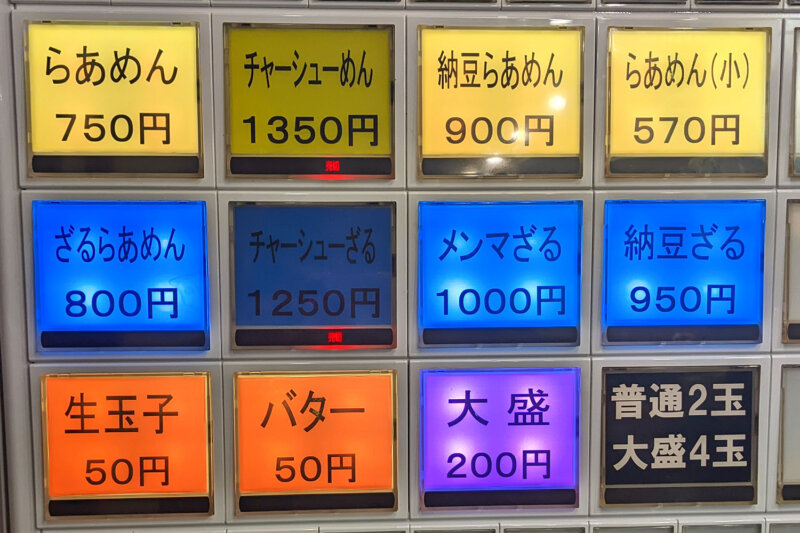 らあめん
750円
チャーシューめん
1350円
売切
納豆らあめん
900円
らあめん(小)
570円
ざるらあめん
800円
チャーシューざる
1250円
売切
メンマざる
1000円
納豆ざる
950円
生玉子
50円
バター
50円
大盛
200円
普通2玉
大盛4玉